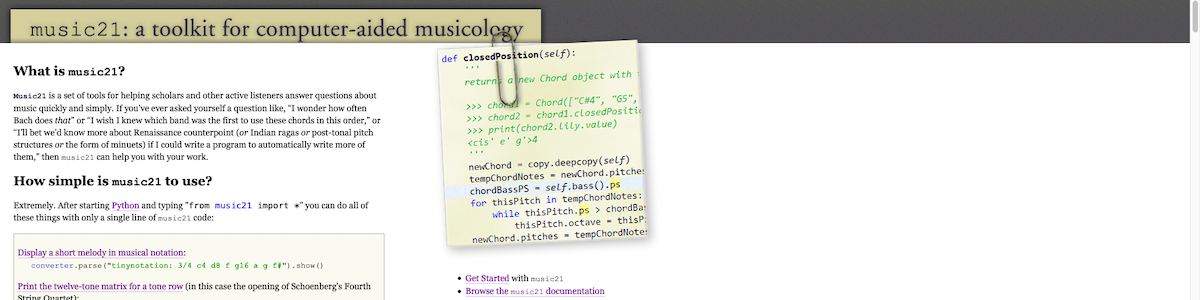 music21: a toolkit for computer-aided musicology
What is music21?
Music21 is a set of tools for helping scholars and other active listeners answer questions about
music quickly and simply. If you’ve ever asked yourself a question like, “I wonder how often
Bach does that” or “I wish I knew which band was the first to use these chords in this order,” or
“I’ll bet we’d know more about Renaissance counterpoint (or Indian ragas or post-tonal pitch
structures or the form of minuets) if I could write a program to automatically write more of
them,” then music21 can help you with your work.
How simple is music21 to use?
Extremely. After starting Python and typing "from music21 import *" you can do all of
these things with only a single line of music21 code:
Display a short melody in musical notation:
converter.parse("tinynotation: 3/4 c4 d8 f g16 a g f#").show()
Print the twelve-tone matrix for a tone row (in this case the opening of Schoenberg's Fourth
String Quartet):
def closedPosition(self):
'''
returns a new Chord object with
>>> chord1 = Chord(["C#4", "G5",
>>> chord2 = chord1.closedPositio
>>> print(chord2.lily.value)
<cis' e' g'>4
'''
newChord = copy.deepcopy(self)
tempChordNotes = newChord.pitches
chordBassPS = self.bass().ps
for thisPitch in tempChordNotes:
while thisPitch.ps > chordBas
thisPitch.octave = thisP
newChord.pitches = tempChordNotes
• Get Started with music21
• Browse the music21 documentation